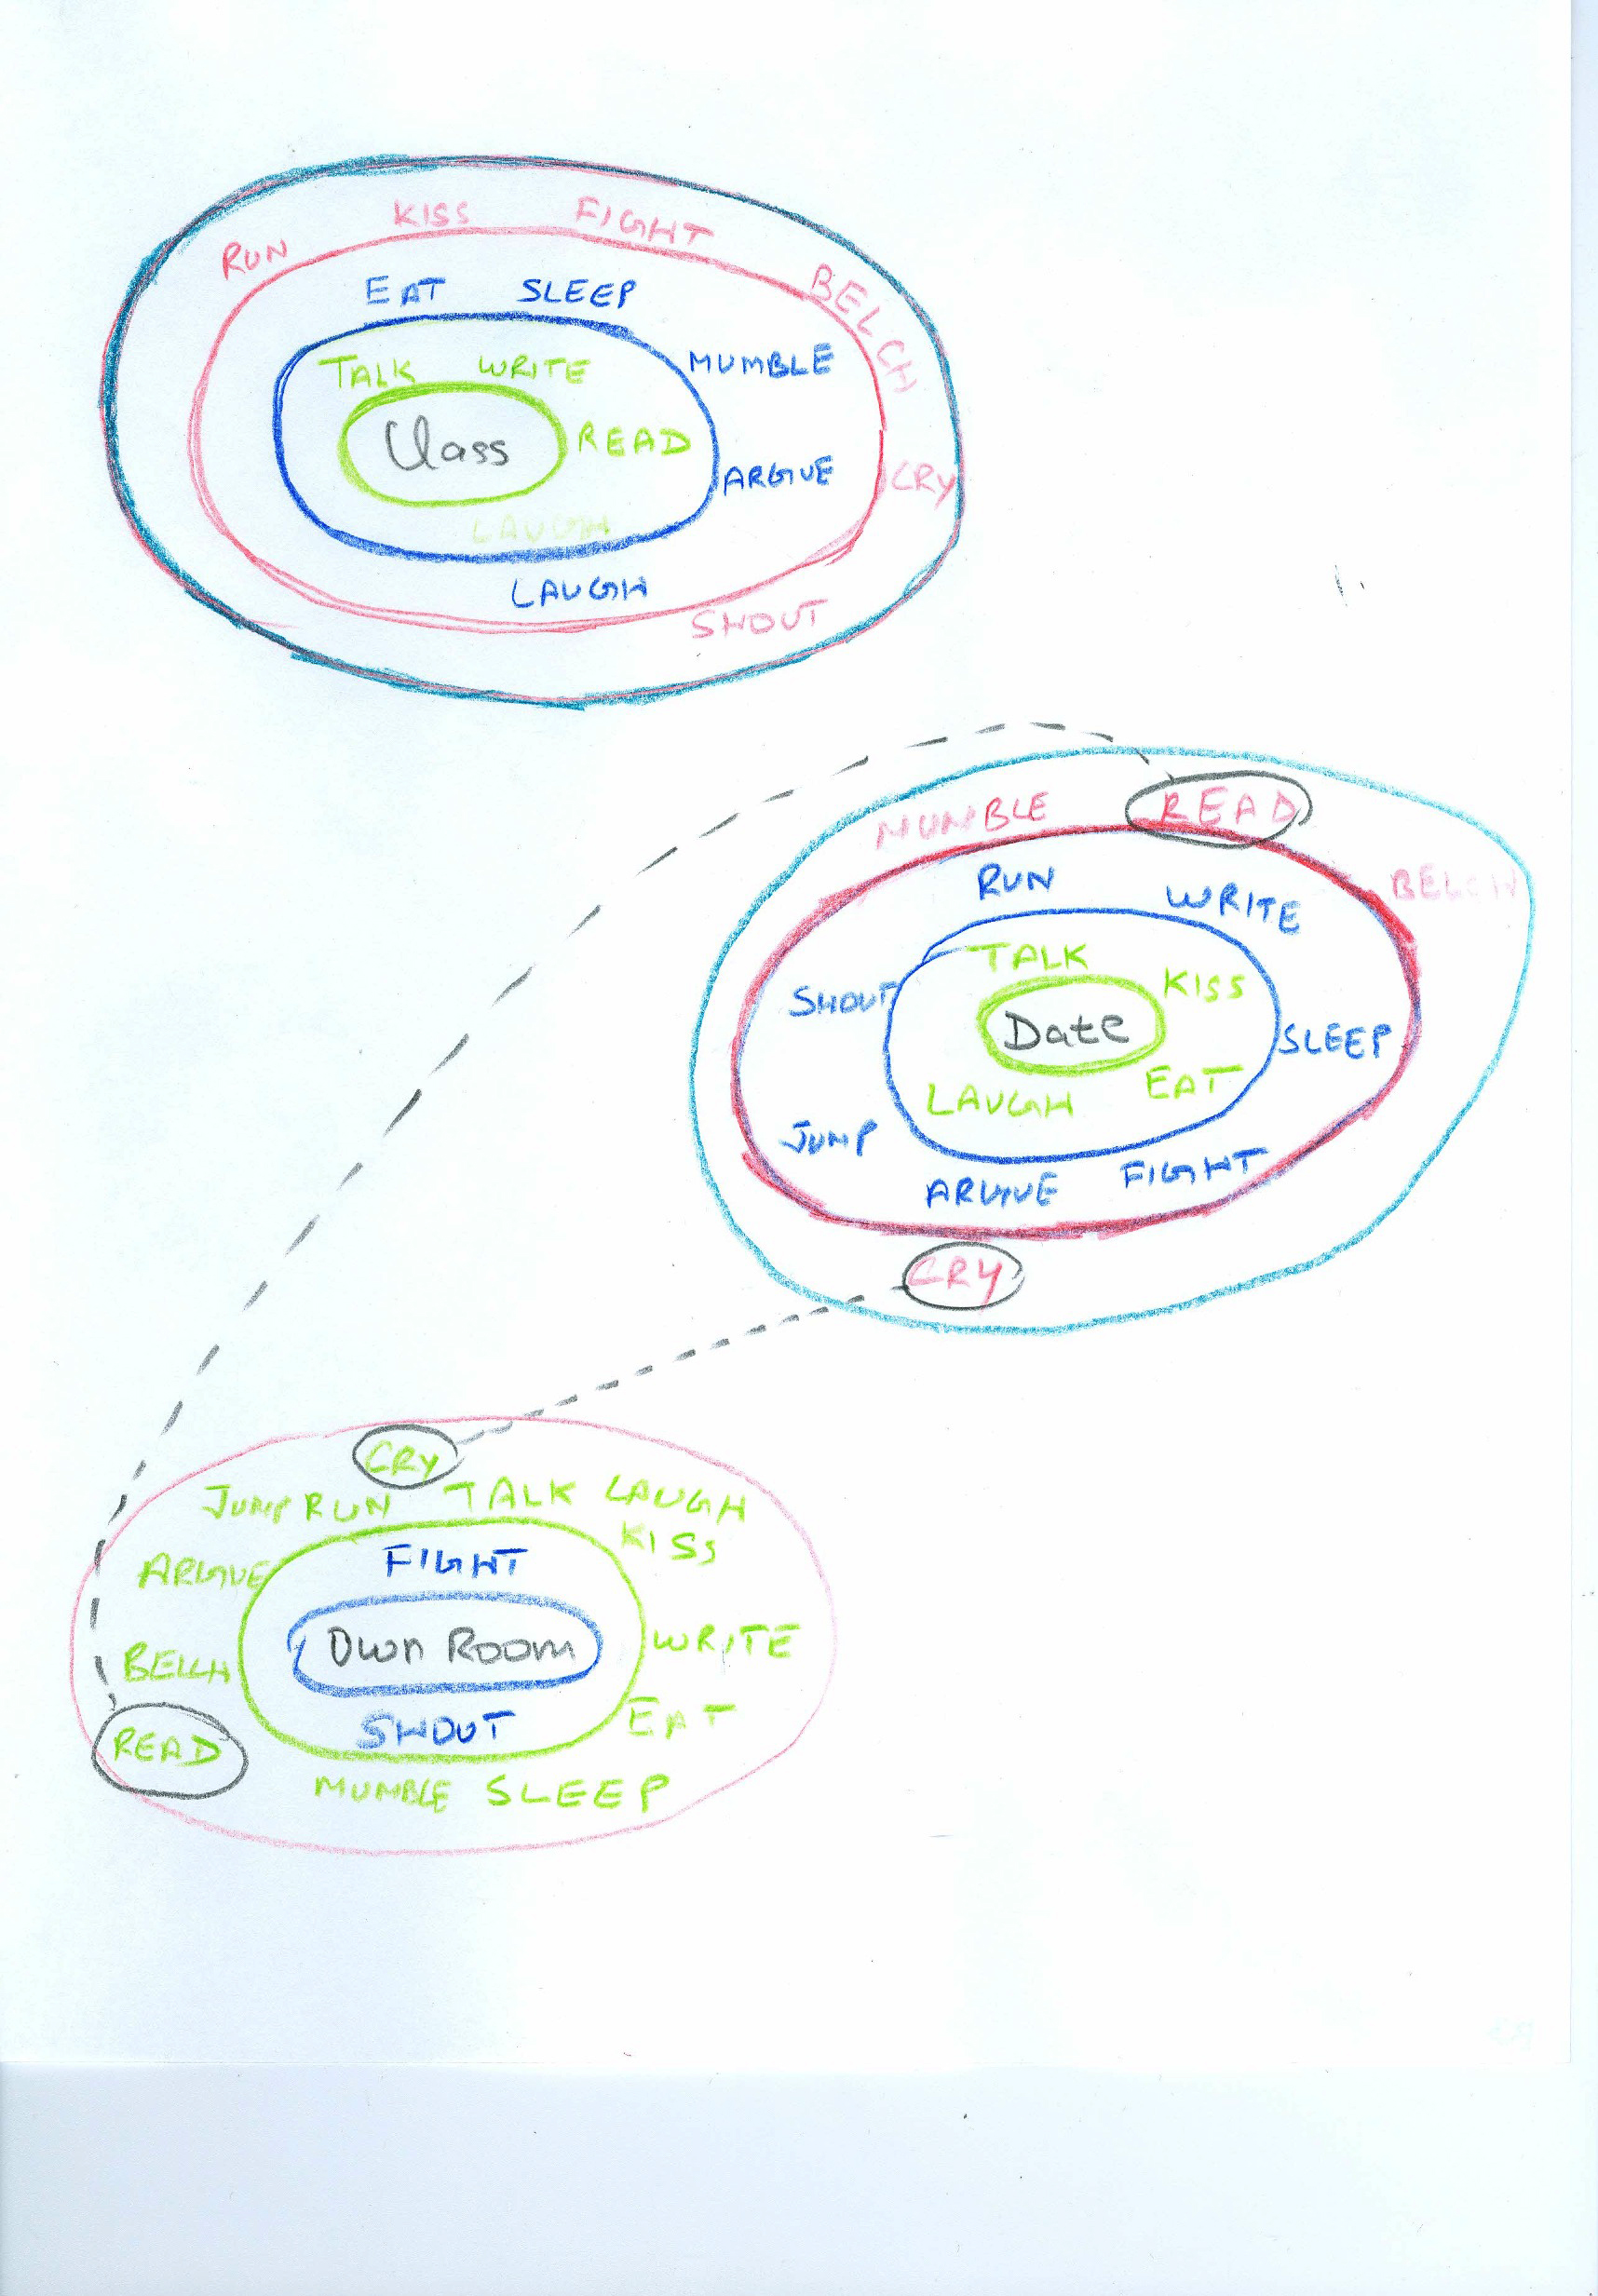 RUN KISS FIGHT BELCH
EAT SLEEP
MUMBLE
TALK WRITE
Class READ
ARGUE CRY
LAUGH
LAUGH
SHOUT
MUMBLE READ
BELCH
RUN WRITE
TALK KISS
SHOUT Date SLEEP
LAUGH EAT
JUMP
ARGUE FIGHT
CRY
CRY
JUMP RUN TALK LAUGH
KISS
ARGUE FIGHT
OWN ROOM WRITE
BELCH
READ SHOUT EAT
MUMBLE SLEEP